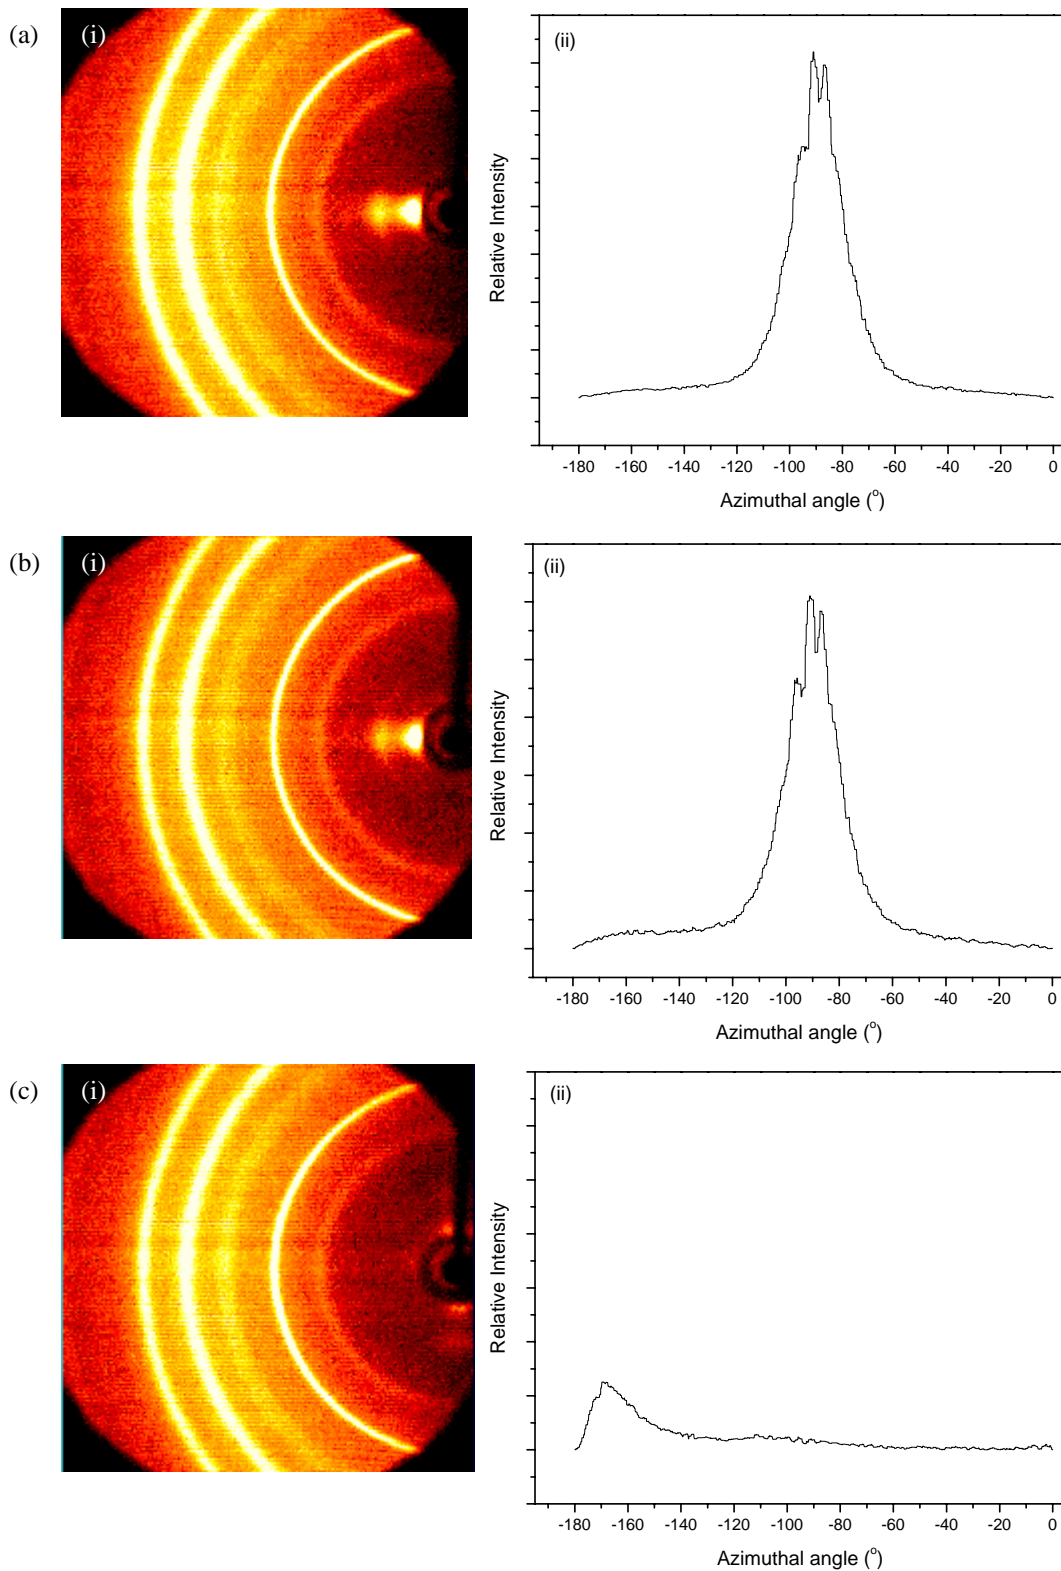 (a) (i) (ii)
Relative Intensity
-180 -160 -140 -120 -100 -80 -60 -40 -20 0
Azimuthal angle (o)
(b) (i) (ii)
Relative Intensity
-180 -160 -140 -120 -100 -80 -60 -40 -20 0
Azimuthal angle (o)
(c) (i) (ii)
Relative Intensity
-180 -160 -140 -120 -100 -80 -60 -40 -20 0
Azimuthal angle (o)